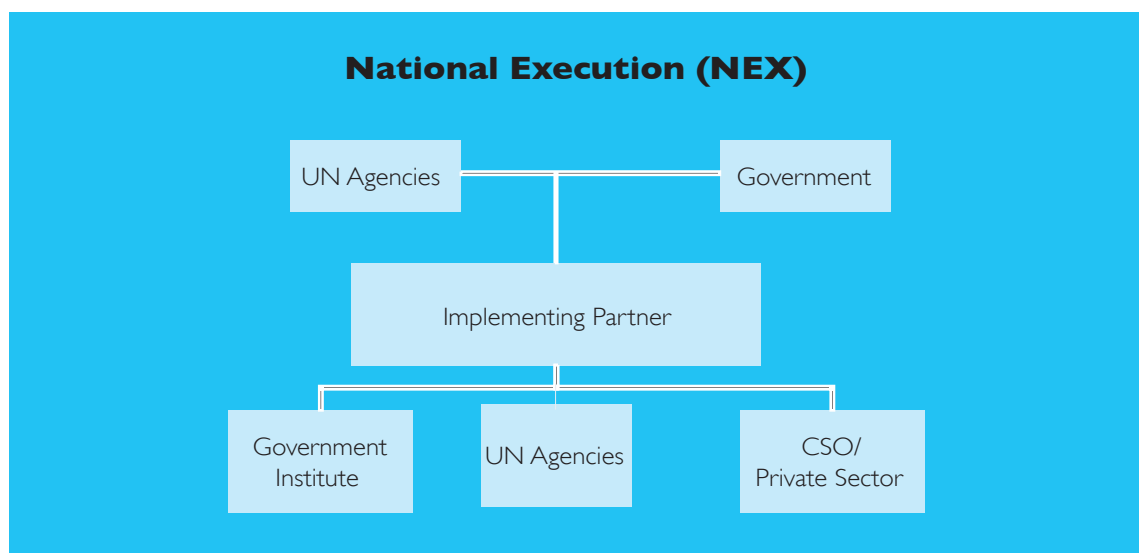 National Execution (NEX)
UN Agencies
Government
Implementing Partner
Government
Institute
UN Agencies
CSO/
Private Sector